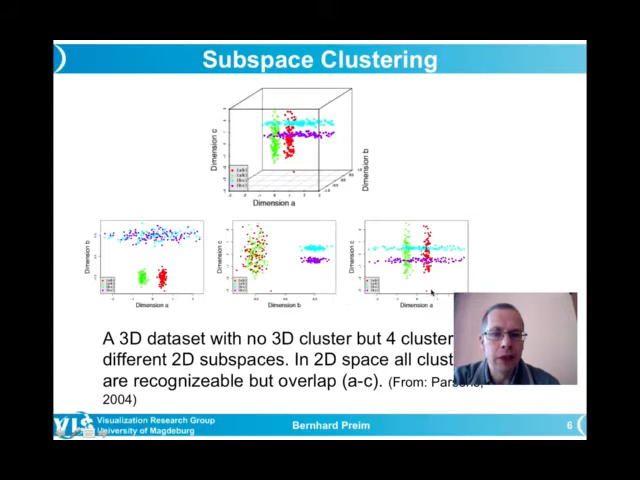 Subspace Clustering
Dimension c
Dimension b
Dimension a
Dimension b
Dimension a
Dimension c
Dimension b
Dimension c
Dimension a
A 3D dataset with no 3D cluster but 4 cluster
different 2D subspaces. In 2D space all clust
are recognizeable but overlap (a-c). (From: Parsons,
2004)
VIS
Visualization Research Group
University of Magdeburg
Bernhard Preim
6